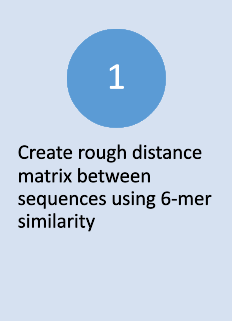 1
Create rough distance
matrix between
sequences using 6-mer
similarity